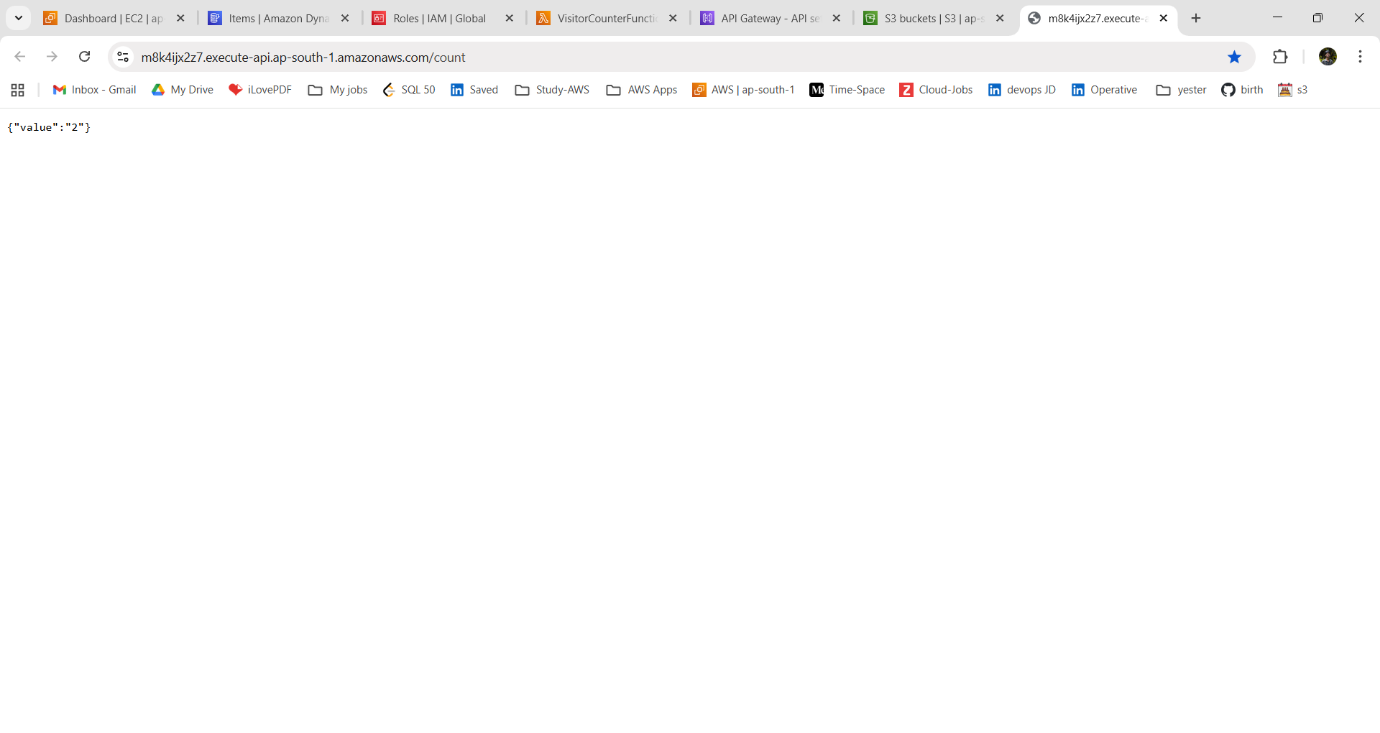 Dashboard | EC2 | ap Items | Amazon Dyna Roles | IAM | Global VisitorCounterFuncti API Gateway - API se S3 buckets | S3 | ap-s m8k4ijx2z7.execute-a
m8k4ijx2z7.execute-api.ap-south-1.amazonaws.com/count
Inbox - Gmail My Drive iLovePDF My jobs SQL 50 Saved Study-AWS AWS Apps AWS | ap-south-1 Time-Space Cloud-Jobs devops JD Operative yester birth s3
{"value":"2"}